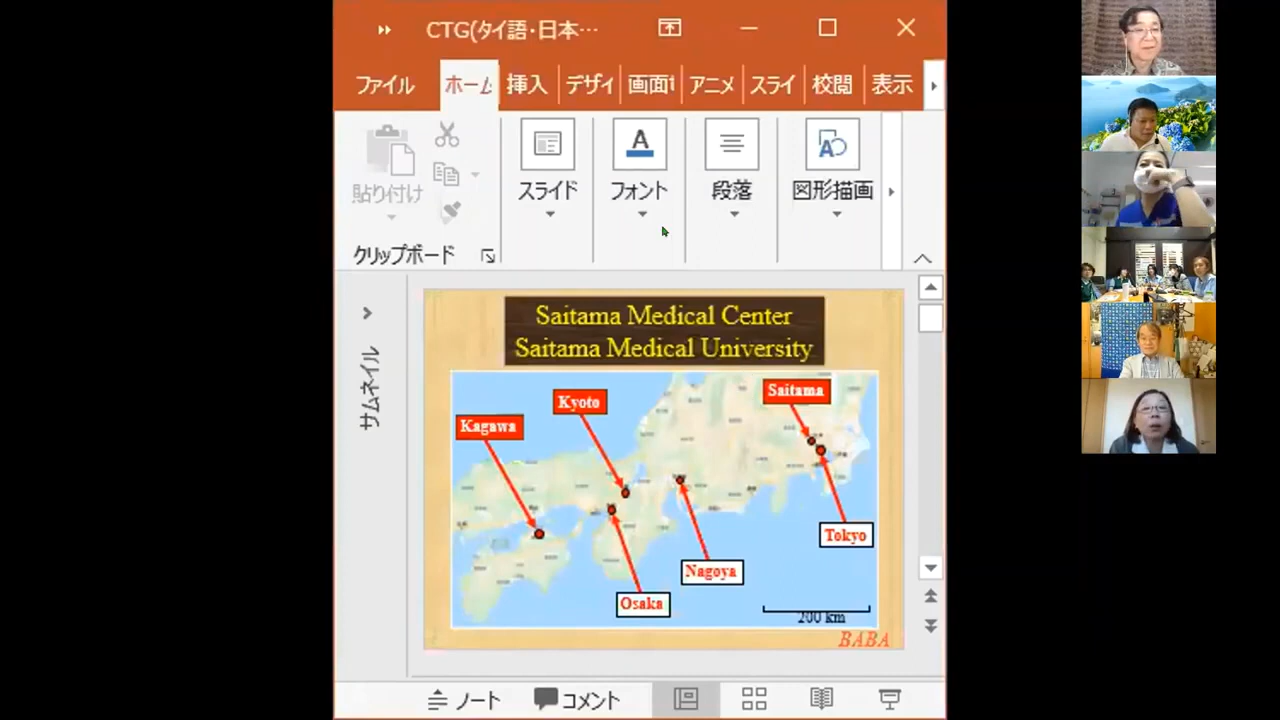 CTG(タイ語・日本…
ファイル
ホーム
挿入
デザイ
画面
アニメ
スライ
校閲
表示
貼り付け
スライド
フォント
段落
図形描画
クリップボード
サムネイル
Saitama Medical Center
Saitama Medical University
Saitama
Kyoto
Kagawa
Tokyo
Nagoya
Osaka
200 km
BABA
ノート
コメント